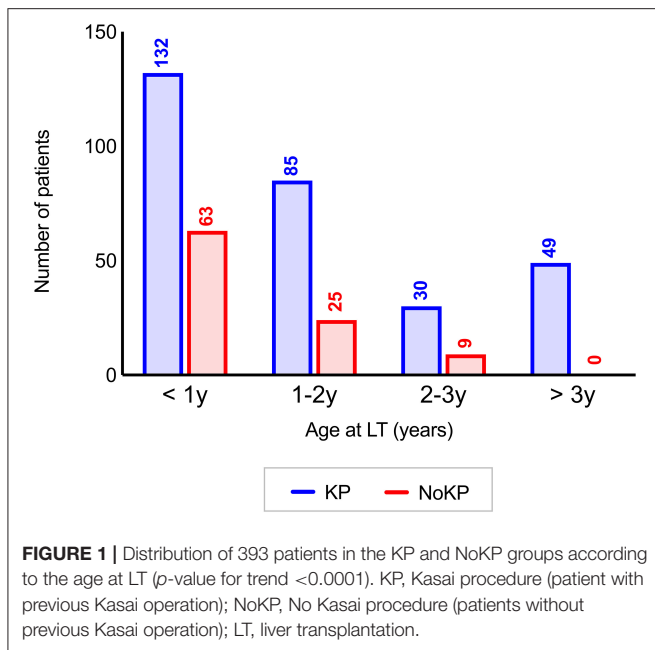 150
132
Number of patients
100
85
63
50
49
30
25
9
0
0
< 1y 1-2y 2-3y > 3y
Age at LT (years)
KP NoKP
FIGURE 1 | Distribution of 393 patients in the KP and NoKP groups according
to the age at LT (p-value for trend <0.0001). KP, Kasai procedure (patient with
previous Kasai operation); NoKP, No Kasai procedure (patients without
previous Kasai operation); LT, liver transplantation.